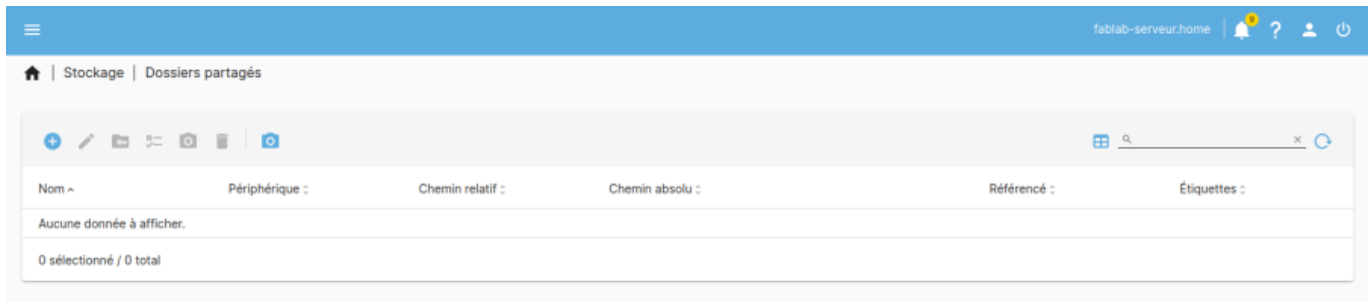 fablab-serveur.home
Stockage | Dossiers partagés
Nom Périphérique Chemin relatif Chemin absolu Référencé Étiquettes
Aucune donnée à afficher.
0 sélectionné / 0 total